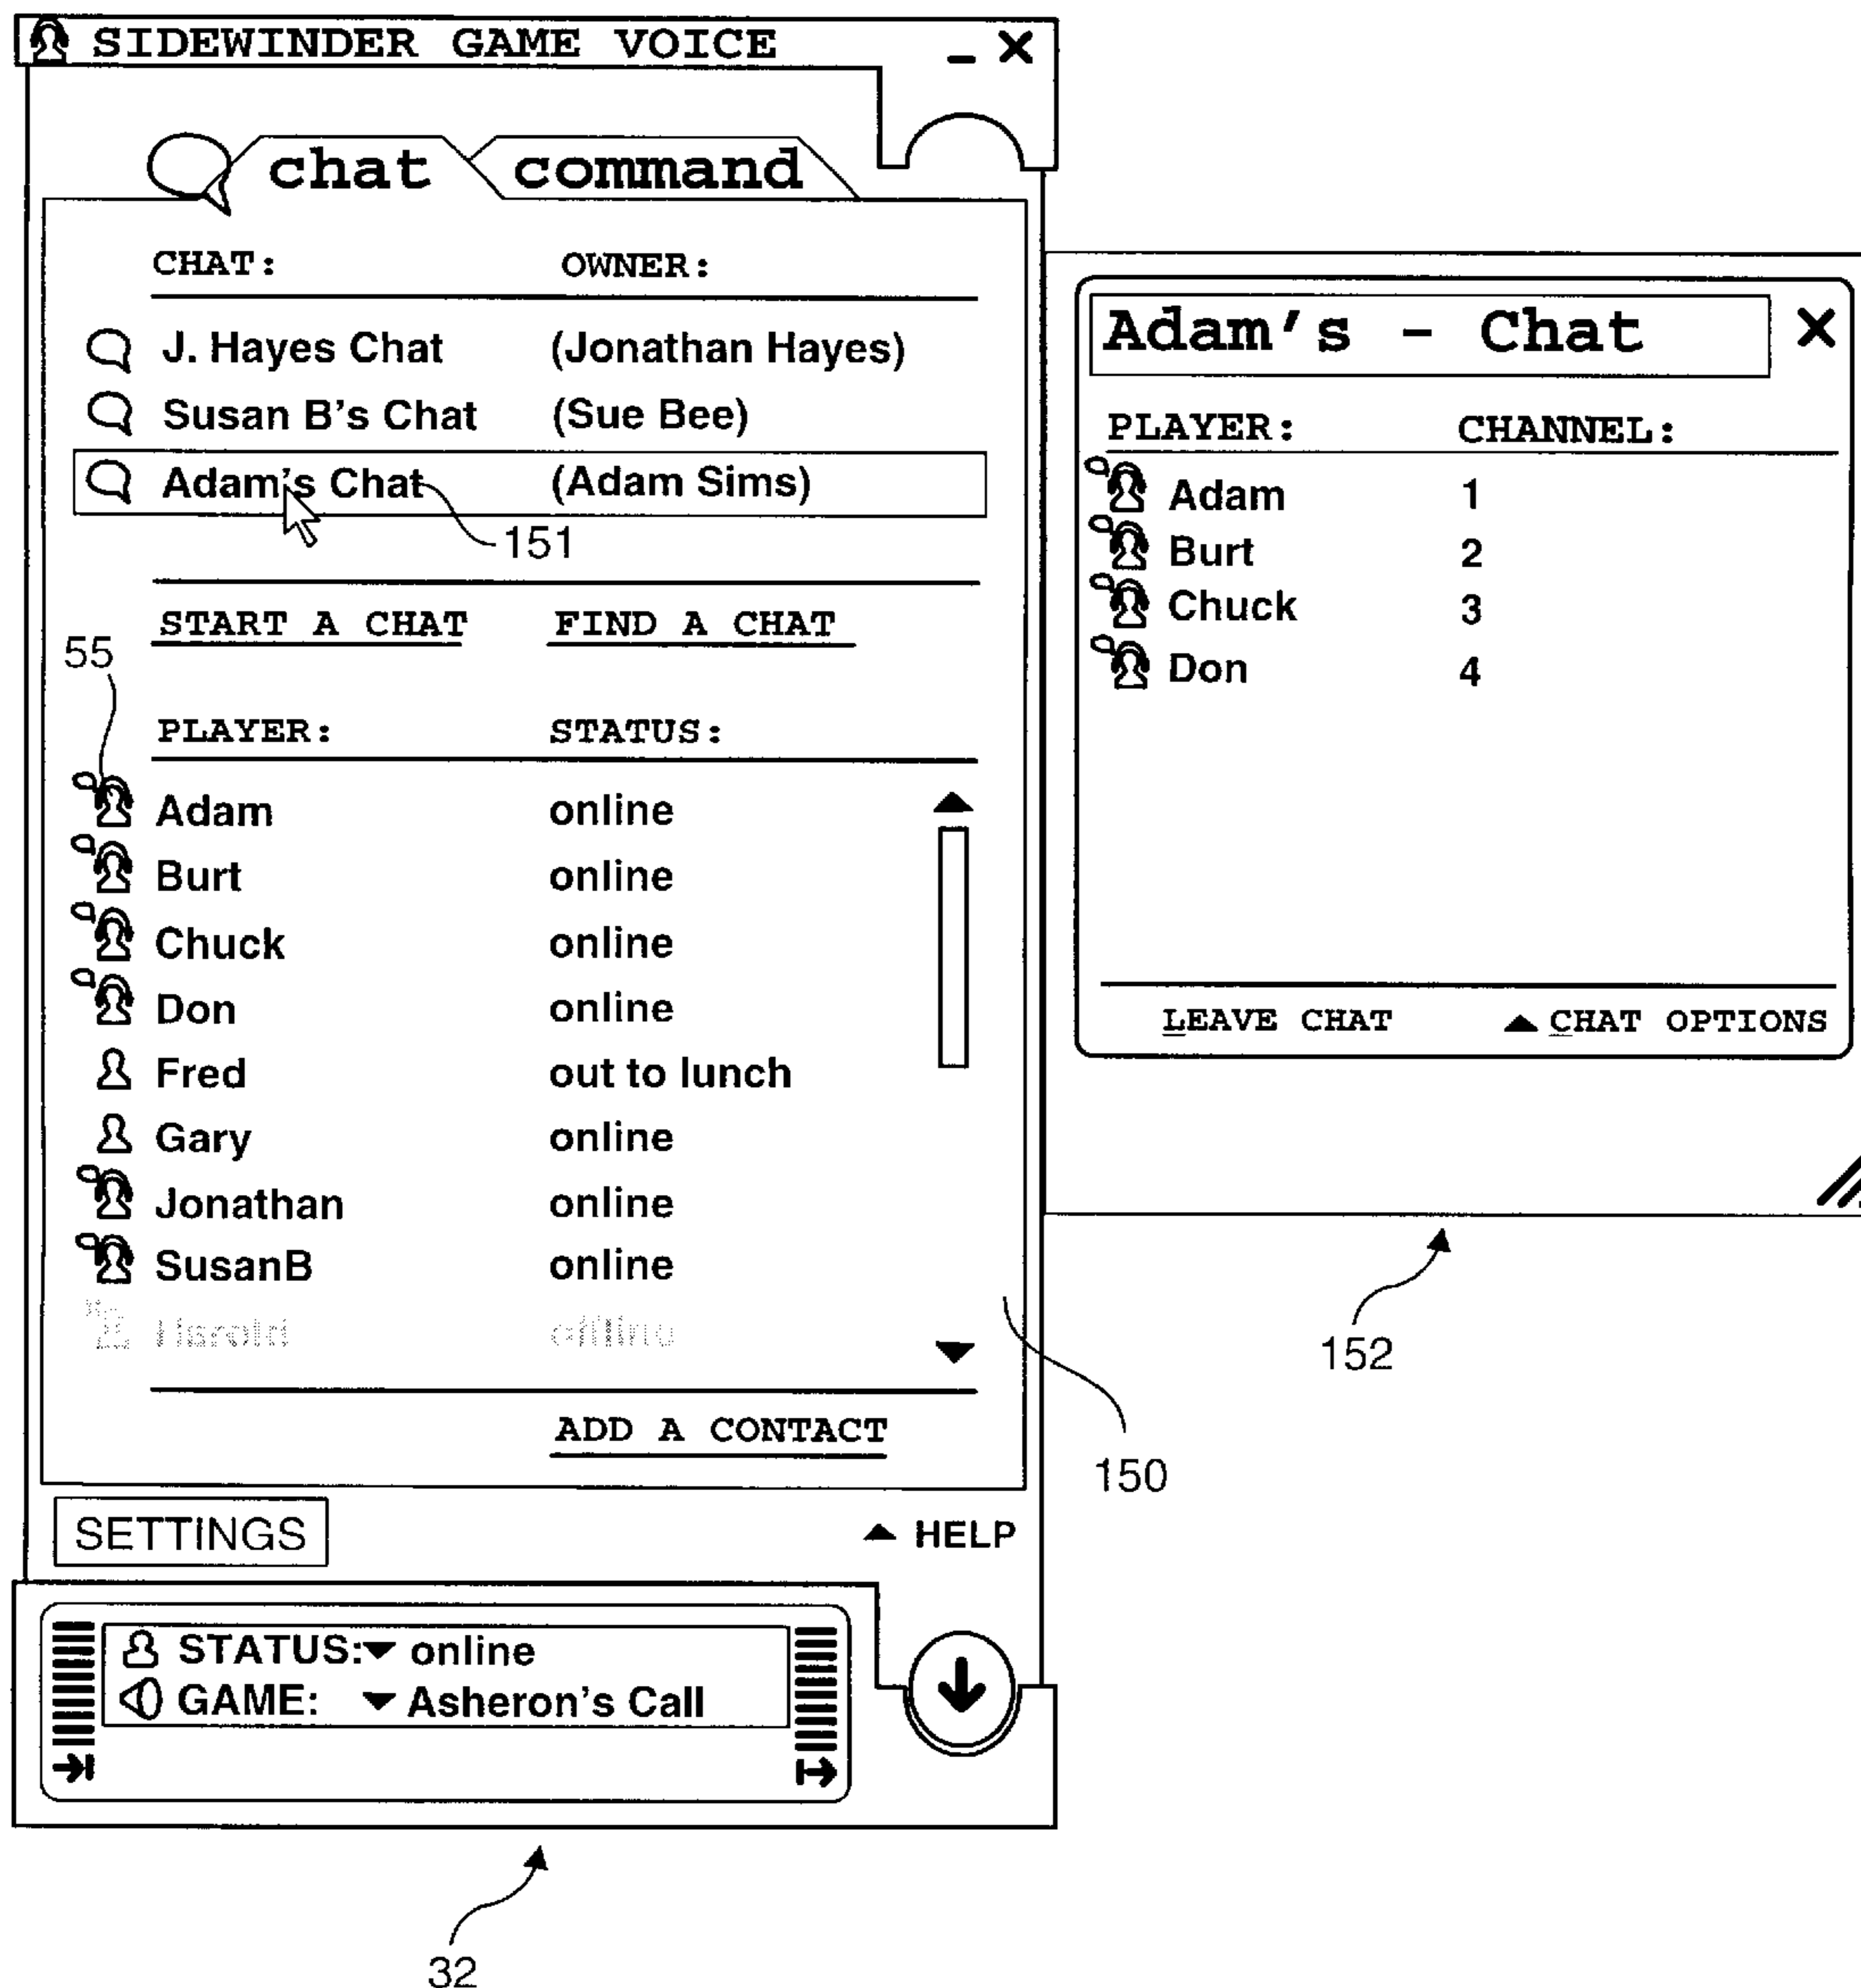 SIDEWINDER GAME VOICE
chat command
CHAT: OWNER:
J. Hayes Chat (Jonathan Hayes)
Susan B's Chat (Sue Bee)
Adam's Chat (Adam Sims)
151
START A CHAT FIND A CHAT
55
PLAYER: STATUS:
Adam online
Burt online
Chuck online
Don online
Fred out to lunch
Gary online
Jonathan online
SusanB online
Harold offline
ADD A CONTACT
150
SETTINGS HELP
STATUS: online
GAME: Asheron's Call
32
Adam's - Chat
PLAYER: CHANNEL:
Adam 1
Burt 2
Chuck 3
Don 4
LEAVE CHAT CHAT OPTIONS
152